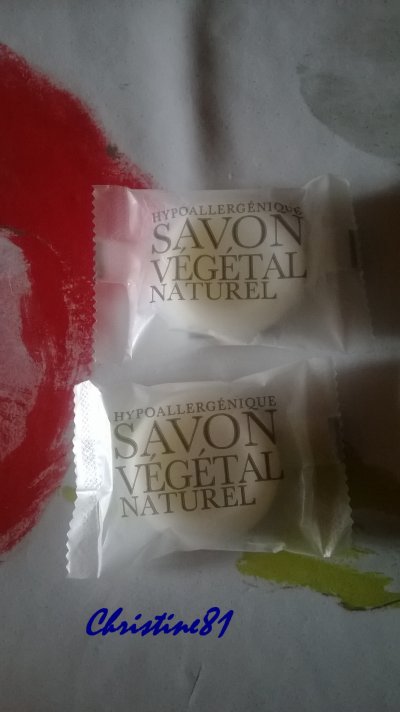 HYPOALLERGÉNIQUE
SAVON
VÉGÉTAL
NATUREL
HYPOALLERGÉNIQUE
SAVON
VÉGÉTAL
NATUREL
Christine81